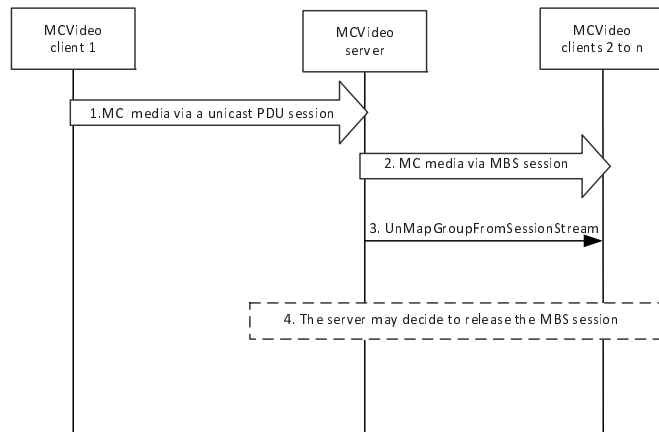 MCVideo
client 1
MCVideo
server
MCVideo
clients 2 to n
1.MC media via a unicast PDU session
2. MC media via MBS session
3. UnMapGroupFromSessionStream
4. The server may decide to release the MBS session